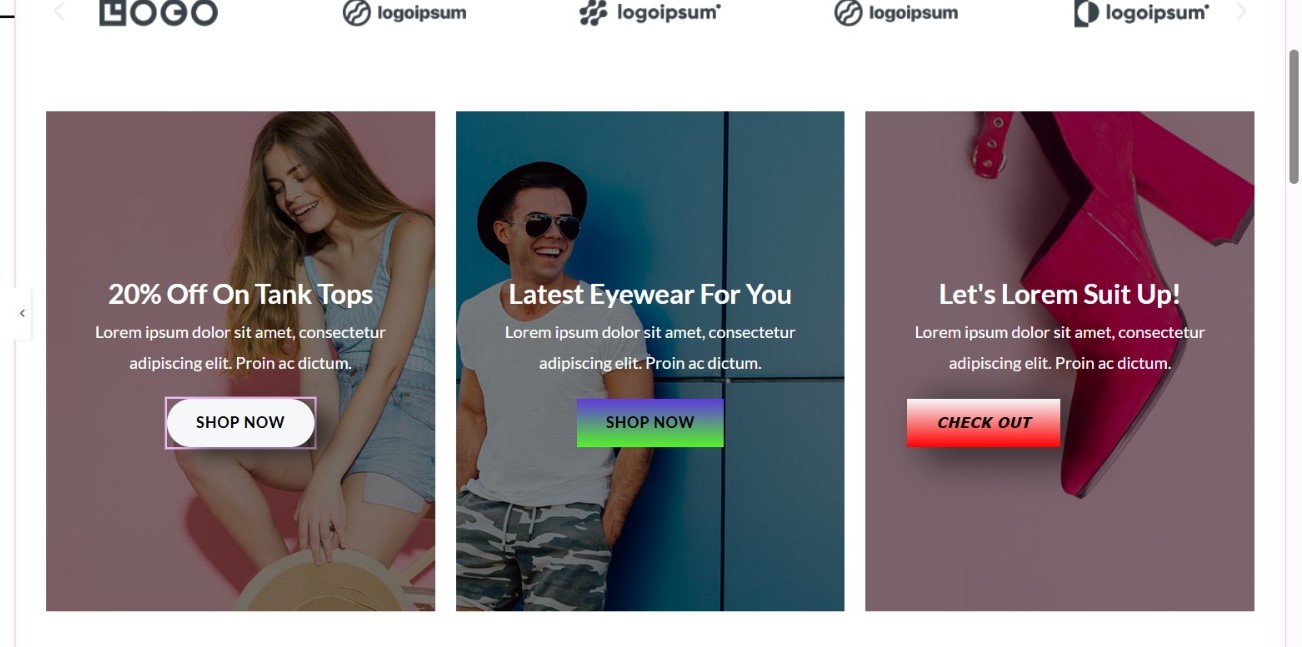 LOGO
logoipsum
logoipsum
logoipsum
logoipsum
20% Off On Tank Tops
Lorem ipsum dolor sit amet, consectetur
adipiscing elit. Proin ac dictum.
SHOP NOW
Latest Eyewear For You
Lorem ipsum dolor sit amet, consectetur
adipiscing elit. Proin ac dictum.
SHOP NOW
Let's Lorem Suit Up!
Lorem ipsum dolor sit amet, consectetur
adipiscing elit. Proin ac dictum.
CHECK OUT